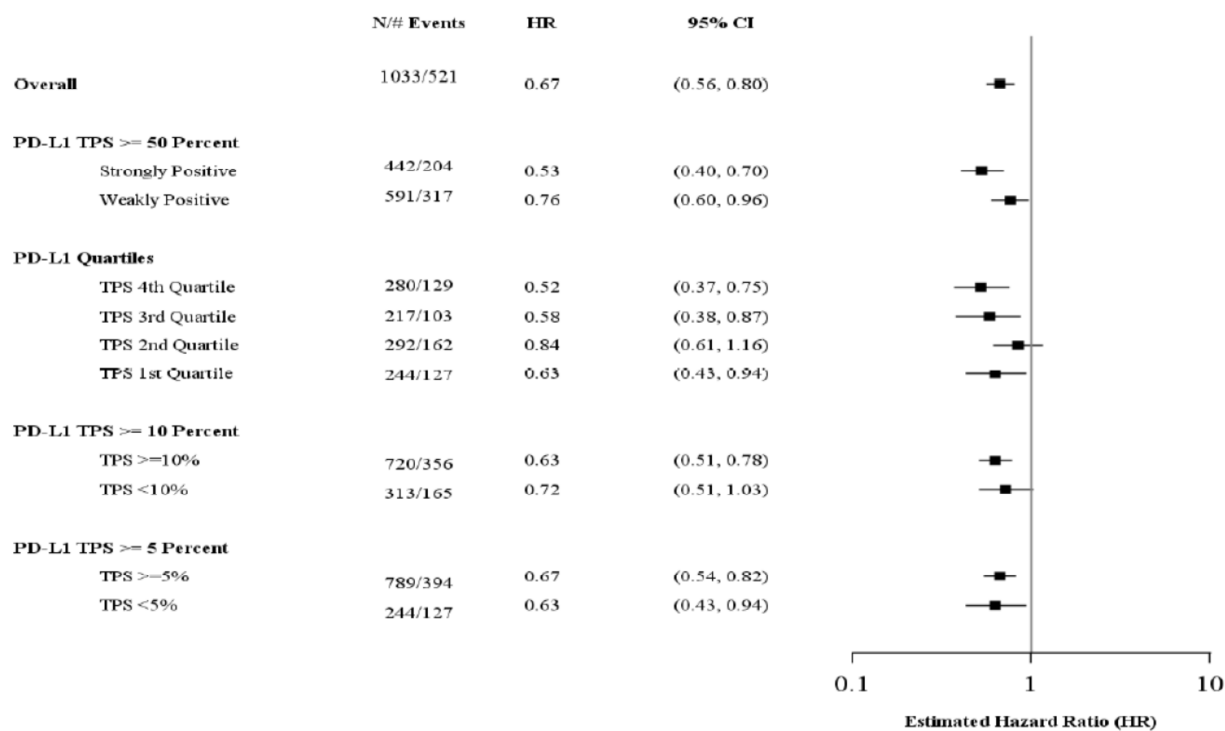 N/# Events HR 95% CI
Overall 1033/521 0.67 (0.56, 0.80)
PD-L1 TPS >= 50 Percent
Strongly Positive 442/204 0.53 (0.40, 0.70)
Weakly Positive 591/317 0.76 (0.60, 0.96)
PD-L1 Quartiles
TPS 4th Quartile 280/129 0.52 (0.37, 0.75)
TPS 3rd Quartile 217/103 0.58 (0.38, 0.87)
TPS 2nd Quartile 292/162 0.84 (0.61, 1.16)
TPS 1st Quartile 244/127 0.63 (0.43, 0.94)
PD-L1 TPS >= 10 Percent
TPS >=10% 720/356 0.63 (0.51, 0.78)
TPS <10% 313/165 0.72 (0.51, 1.03)
PD-L1 TPS >= 5 Percent
TPS >=5% 789/394 0.67 (0.54, 0.82)
TPS <5% 244/127 0.63 (0.43, 0.94)
0.1 1 10
Estimated Hazard Ratio (HR)